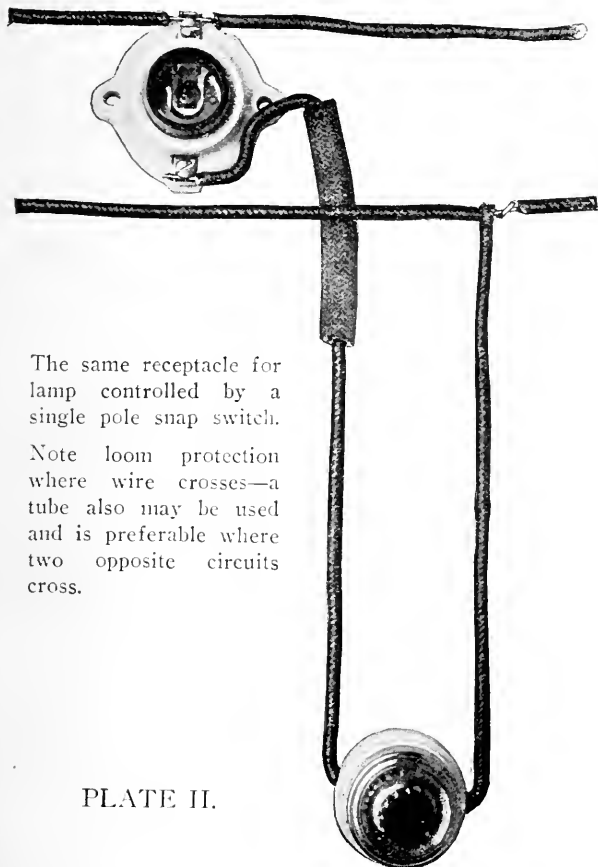 The same receptacle for
lamp controlled by a
single pole snap switch.
Note loom protection
where wire crosses—a
tube also may be used
and is preferable where
two opposite circuits
cross.
PLATE II.